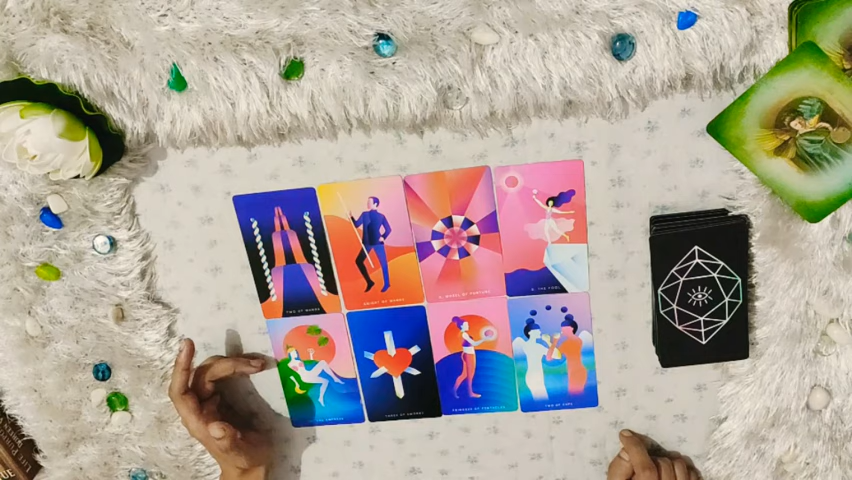 TWO OF WANDS
KNIGHT OF WANDS
X. WHEEL OF FORTUNE
0. THE FOOL
EMPRESS
THREE OF SWORDS
PRINCESS OF PENTACLES
TWO OF CUPS